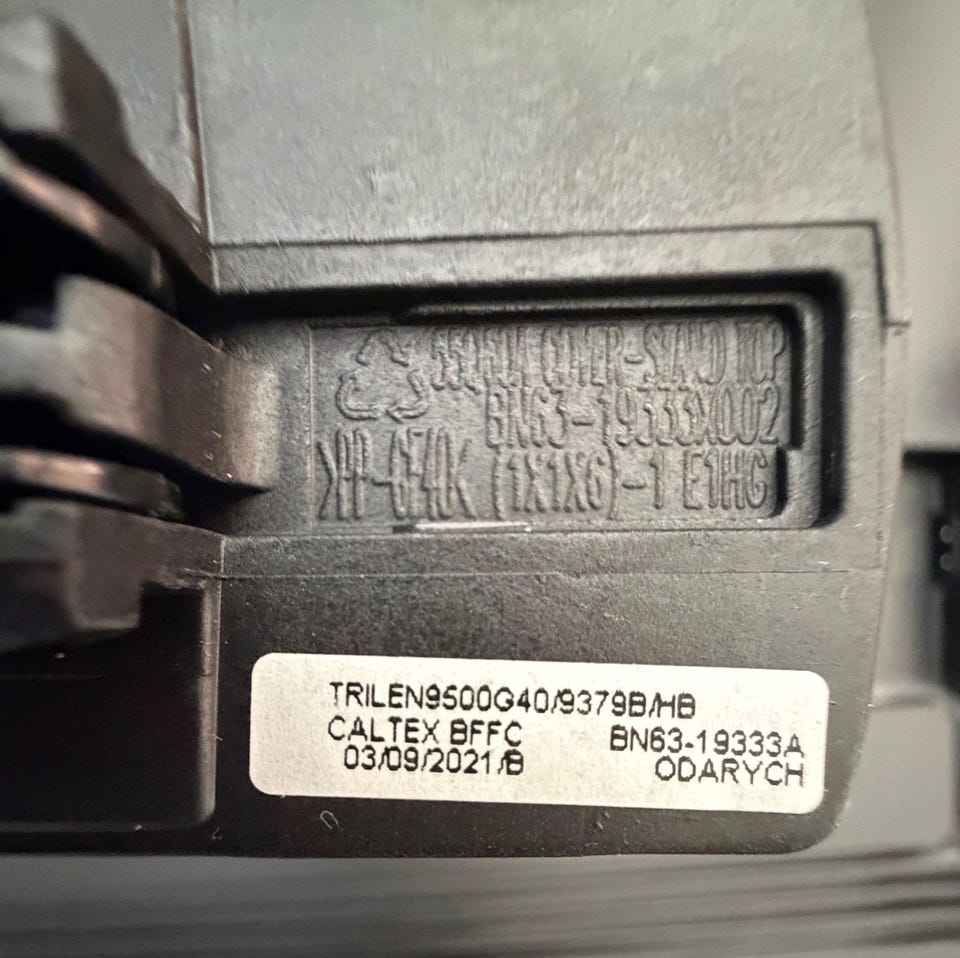 COVER-STAND TOP
BN63-19333X002
(1X1X6)-1 E1HC
TRILEN9500G40/9379B/HB
CALTEX BFFC BN63-19333A
03/09/2021/B ODARYCH